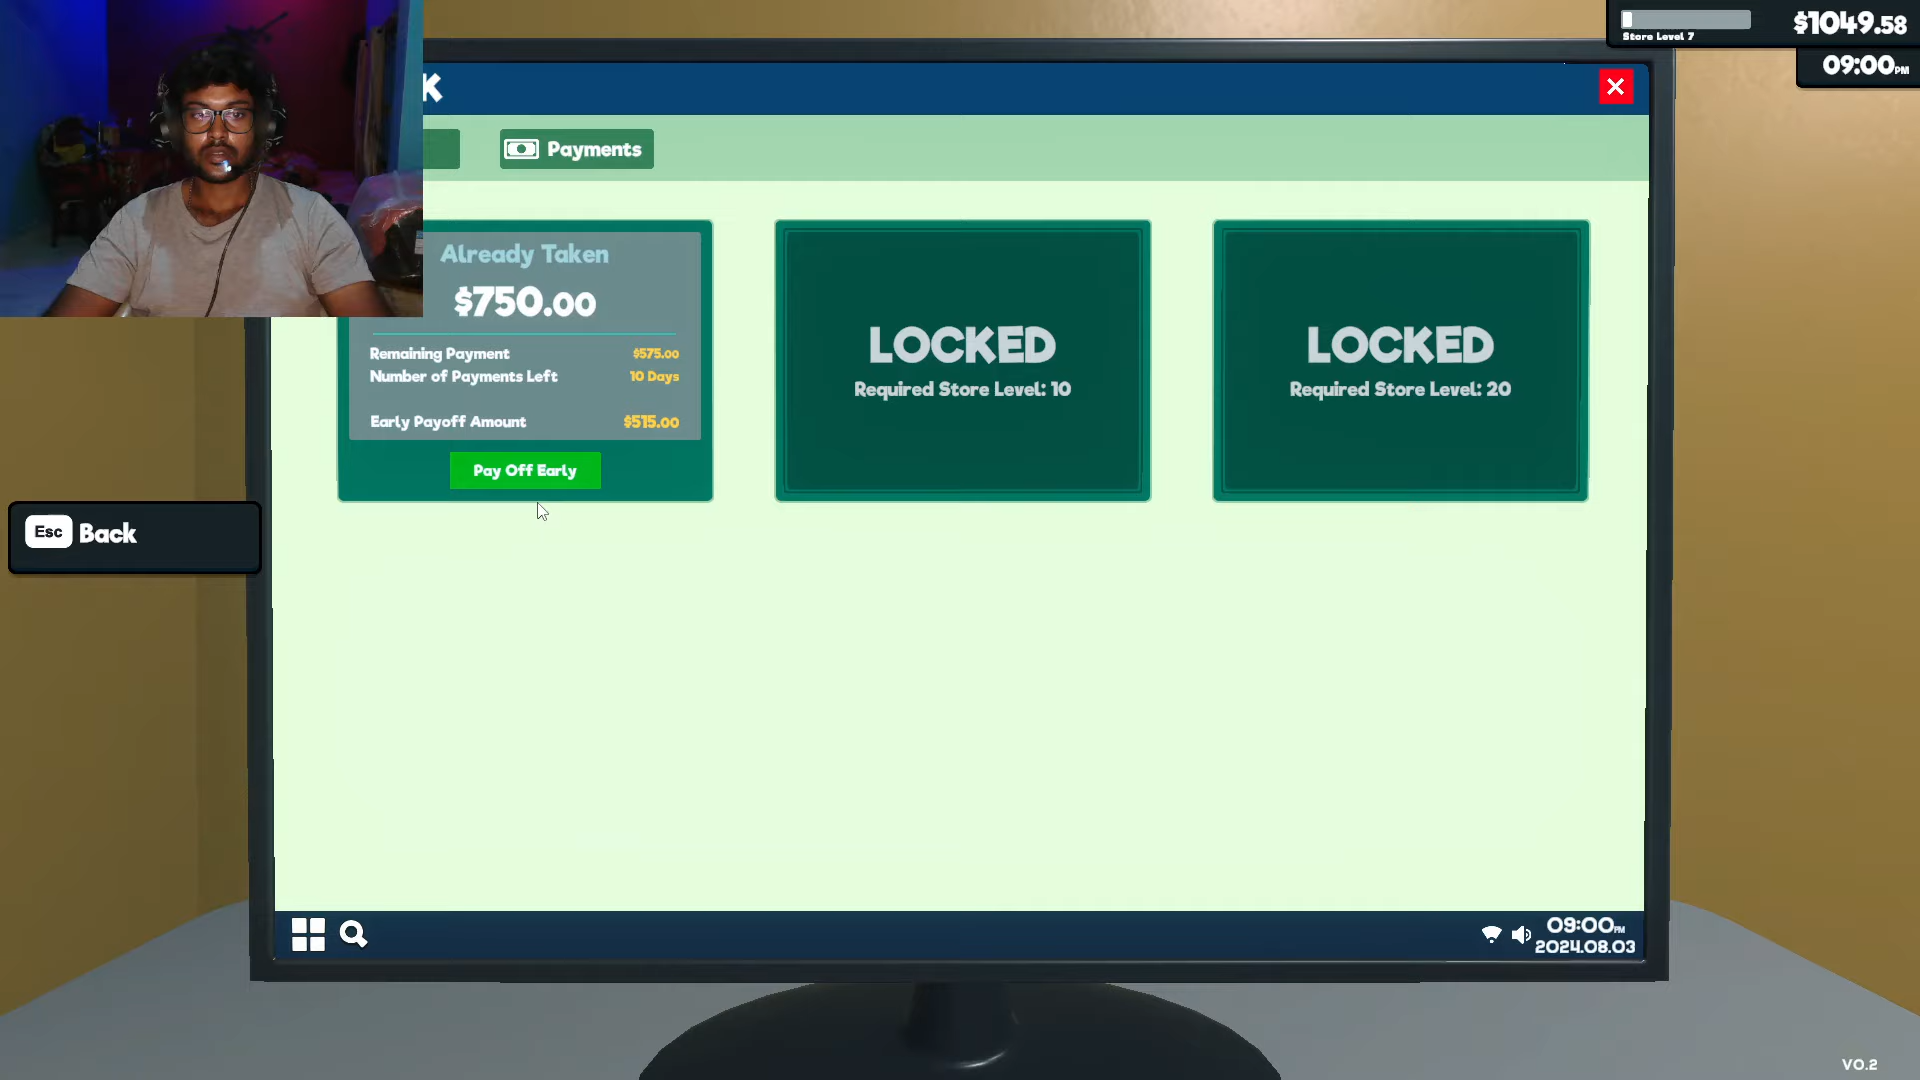 $1049.58
Store Level 7
09:00PM
K
Payments
Already Taken
$750.00
Remaining Payment $575.00
Number of Payments Left 10 Days
Early Payoff Amount $515.00
Pay Off Early
LOCKED
Required Store Level: 10
LOCKED
Required Store Level: 20
Esc Back
09:00PM
2024.08.03
V0.2